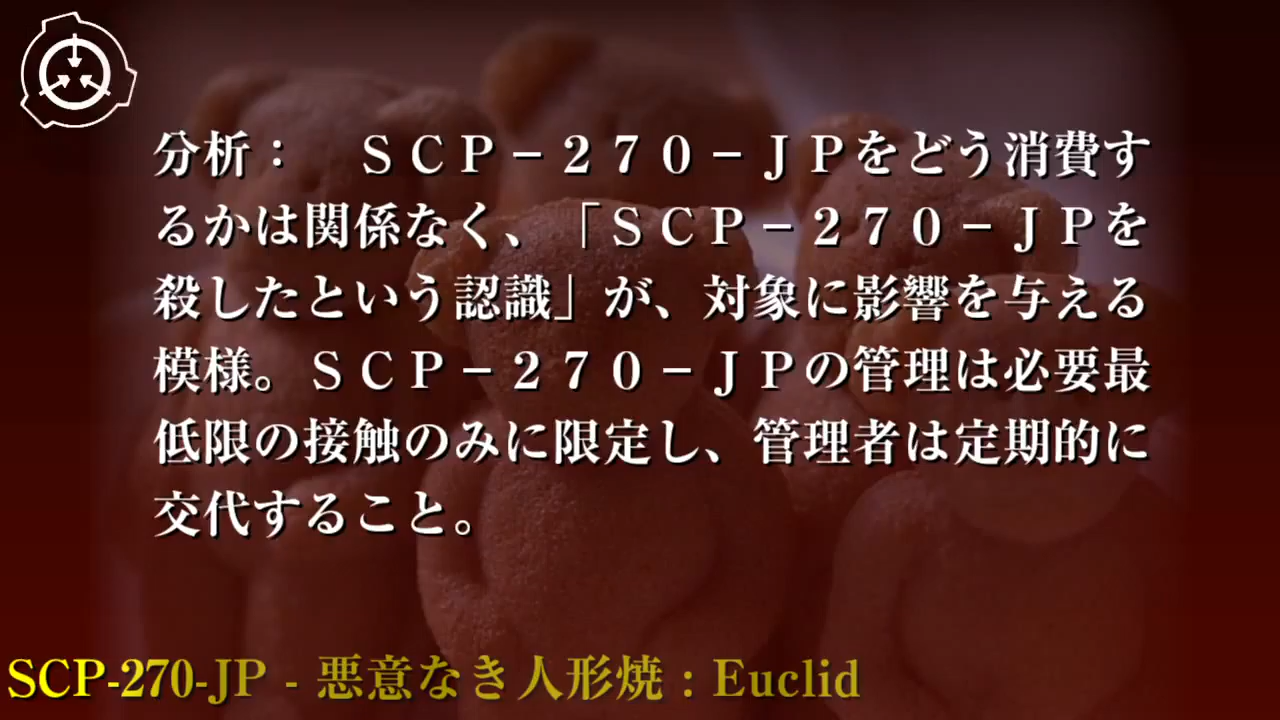 分析：　ＳＣＰ－２７０－ＪＰをどう消費す
るかは関係なく、「ＳＣＰ－２７０－ＪＰを
殺したという認識」が、対象に影響を与える
模様。ＳＣＰ－２７０－ＪＰの管理は必要最
低限の接触のみに限定し、管理者は定期的に
交代すること。
SCP-270-JP - 悪意なき人形焼：Euclid